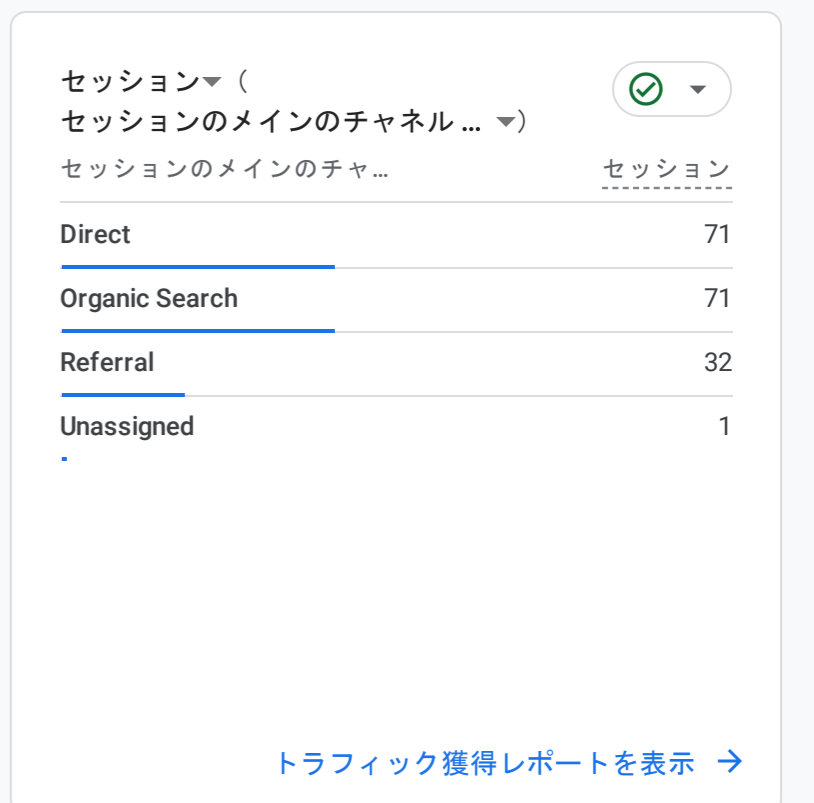 セッション▼（
セッションのメインのチャネル ... ▼）
セッションのメインのチャ... セッション
Direct 71
Organic Search 71
Referral 32
Unassigned 1
トラフィック獲得レポートを表示 →